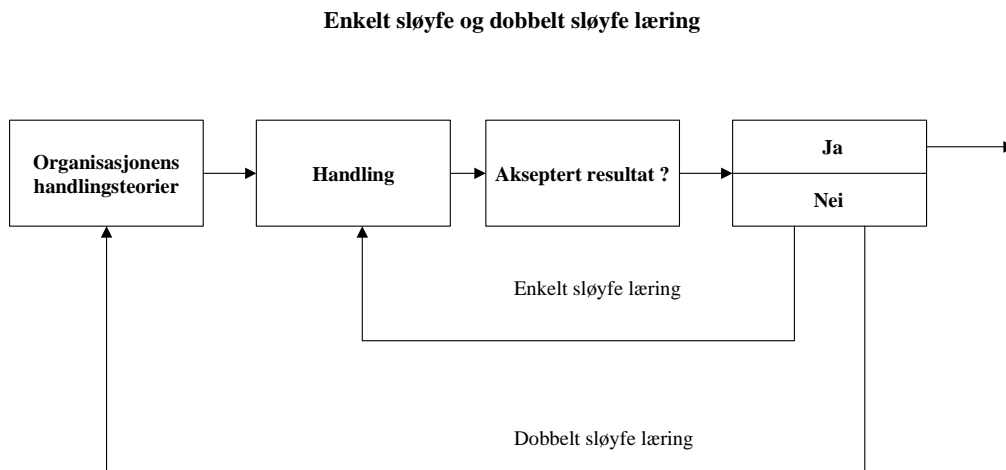 Enkelt sløyfe og dobbelt sløyfe læring
Organisasjonens
handlingsteorier
Handling
Akseptert resultat ?
Ja
Nei
Enkelt sløyfe læring
Dobbelt sløyfe læring